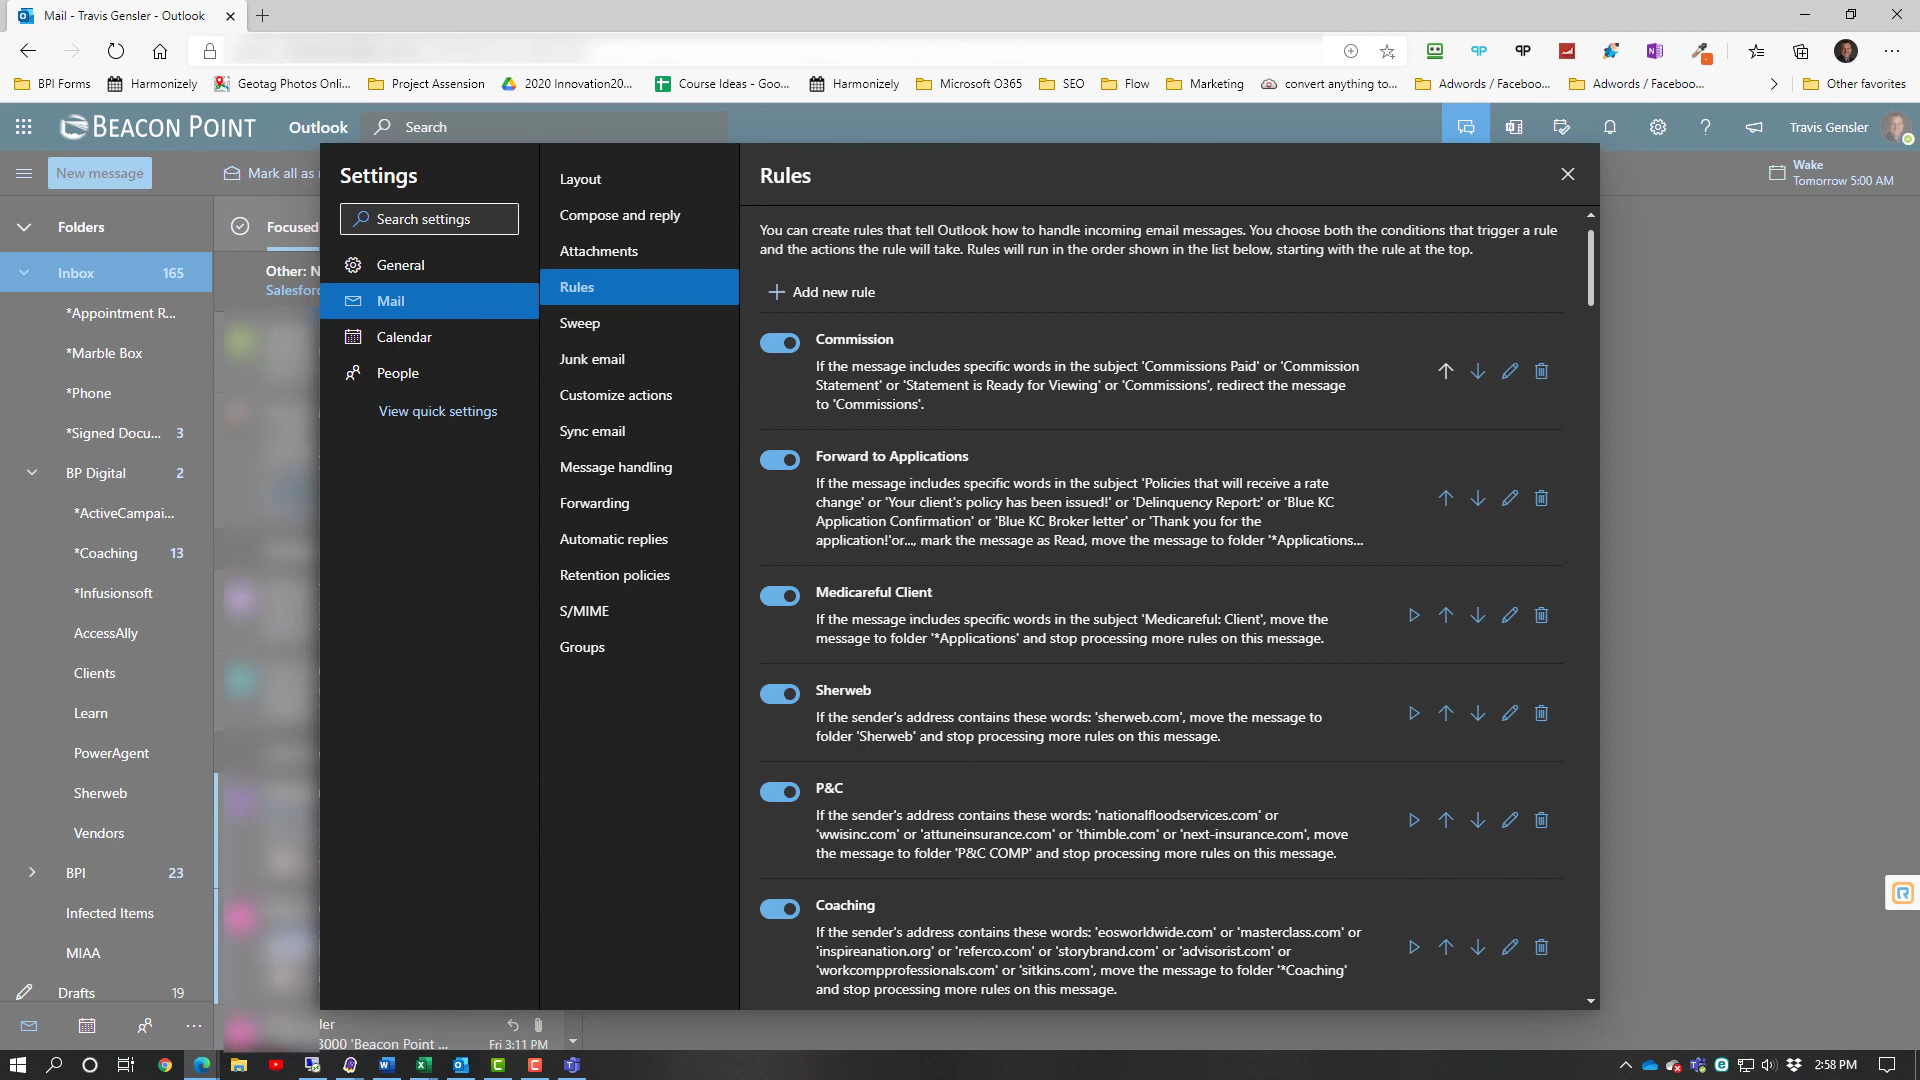 Mail - Travis Gensler - Outlook
BPI Forms
Harmonizely
Geotag Photos Onli...
Project Assension
2020 Innovation20...
Course Ideas - Goo...
Harmonizely
Microsoft O365
SEO
Flow
Marketing
convert anything to...
Adwords / Faceboo...
Adwords / Faceboo...
Other favorites
BEACON POINT
Outlook
Search
Travis Gensler
New message
Mark all as
Wake
Tomorrow 5:00 AM
Folders
Inbox 165
*Appointment R...
*Marble Box
*Phone
*Signed Docu... 3
BP Digital 2
*ActiveCampai...
*Coaching 13
*Infusionsoft
AccessAlly
Clients
Learn
PowerAgent
Sherweb
Vendors
BPI 23
Infected Items
MIAA
Drafts 19
Focused
Other: N
Salesforc
Settings
Search settings
General
Mail
Calendar
People
View quick settings
Layout
Compose and reply
Attachments
Rules
Sweep
Junk email
Customize actions
Sync email
Message handling
Forwarding
Automatic replies
Retention policies
S/MIME
Groups
Rules
You can create rules that tell Outlook how to handle incoming email messages. You choose both the conditions that trigger a rule
and the actions the rule will take. Rules will run in the order shown in the list below, starting with the rule at the top.
Add new rule
Commission
If the message includes specific words in the subject 'Commissions Paid' or 'Commission
Statement' or 'Statement is Ready for Viewing' or 'Commissions', redirect the message
to 'Commissions'.
Forward to Applications
If the message includes specific words in the subject 'Policies that will receive a rate
change' or 'Your client's policy has been issued!' or 'Delinquency Report:' or 'Blue KC
Application Confirmation' or 'Blue KC Broker letter' or 'Thank you for the
application!'or..., mark the message as Read, move the message to folder '*Applications...
Medicareful Client
If the message includes specific words in the subject 'Medicareful: Client', move the
message to folder '*Applications' and stop processing more rules on this message.
Sherweb
If the sender's address contains these words: 'sherweb.com', move the message to
folder 'Sherweb' and stop processing more rules on this message.
P&C
If the sender's address contains these words: 'nationalfloodservices.com' or
'wwisinc.com' or 'attuneinsurance.com' or 'thimble.com' or 'next-insurance.com', move
the message to folder 'P&C COMP' and stop processing more rules on this message.
Coaching
If the sender's address contains these words: 'eosworldwide.com' or 'masterclass.com' or
'inspireanation.org' or 'referco.com' or 'storybrand.com' or 'advisorist.com' or
'workcompprofessionals.com' or 'sitkins.com', move the message to folder '*Coaching'
and stop processing more rules on this message.
ler
3000 'Beacon Point ...
Fri 3:11 PM
2:58 PM